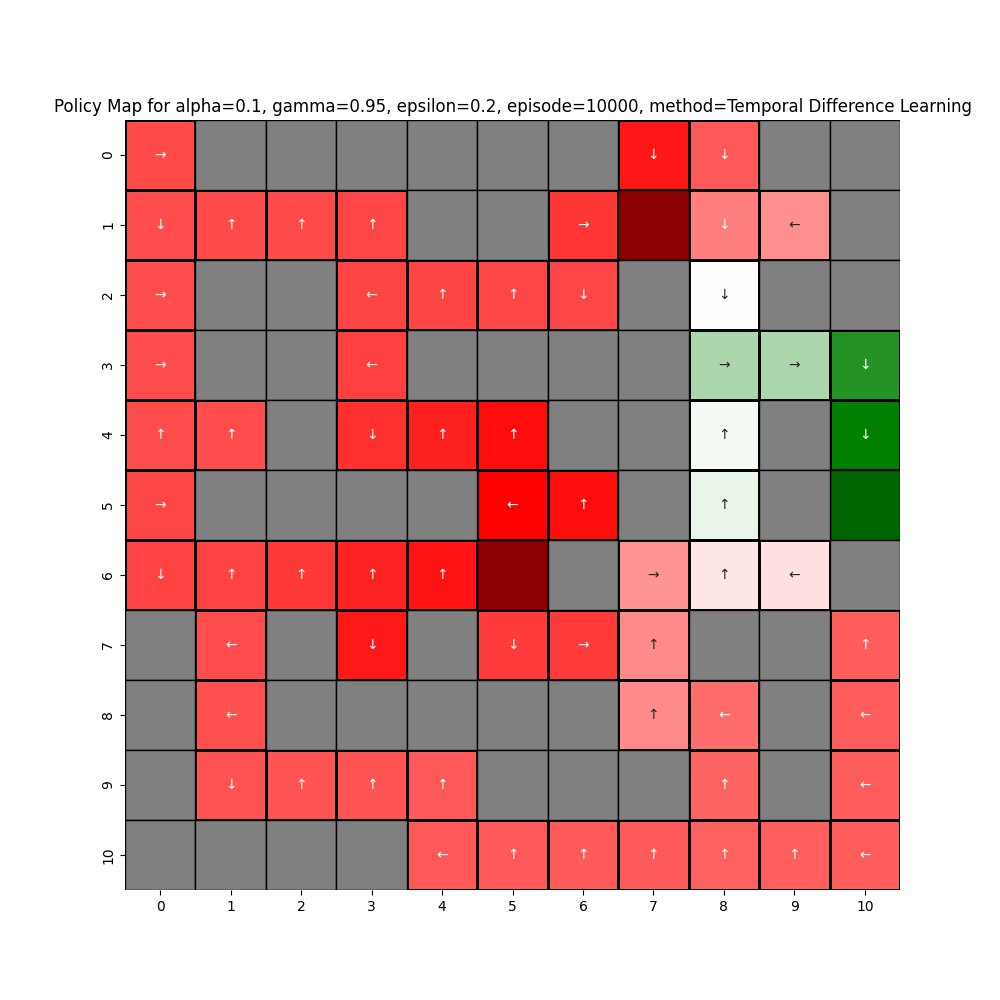 Policy Map for alpha=0.1, gamma=0.95, epsilon=0.2, episode=10000, method=Temporal Difference Learning
0 → ↓ ↓
1 ↓ ↑ ↑ ↑ → ↓ ←
2 → ← ↑ ↑ ↓ ↓
3 → ← → → ↓
4 ↑ ↑ ↓ ↑ ↑ ↑ ↓
5 → ← ↑ ↑
6 ↓ ↑ ↑ ↑ ↑ → ↑ ←
7 ← ↓ ↓ → ↑ ↑
8 ← ↑ ← ←
9 ↓ ↑ ↑ ↑ ↑ ←
10 ← ↑ ↑ ↑ ↑ ↑ ←
0 1 2 3 4 5 6 7 8 9 10